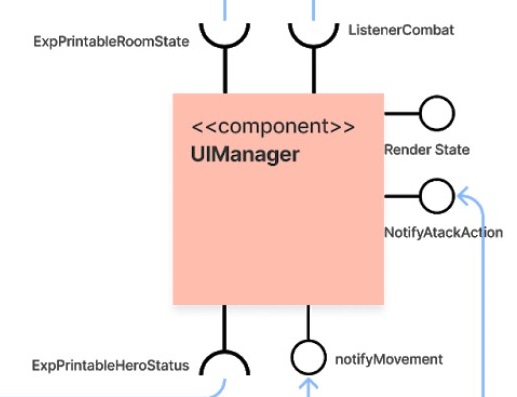 ListenerCombat
ExpPrintableRoomState
<<component>>
UIManager
Render State
NotifyAtackAction
ExpPrintableHeroStatus
notifyMovement